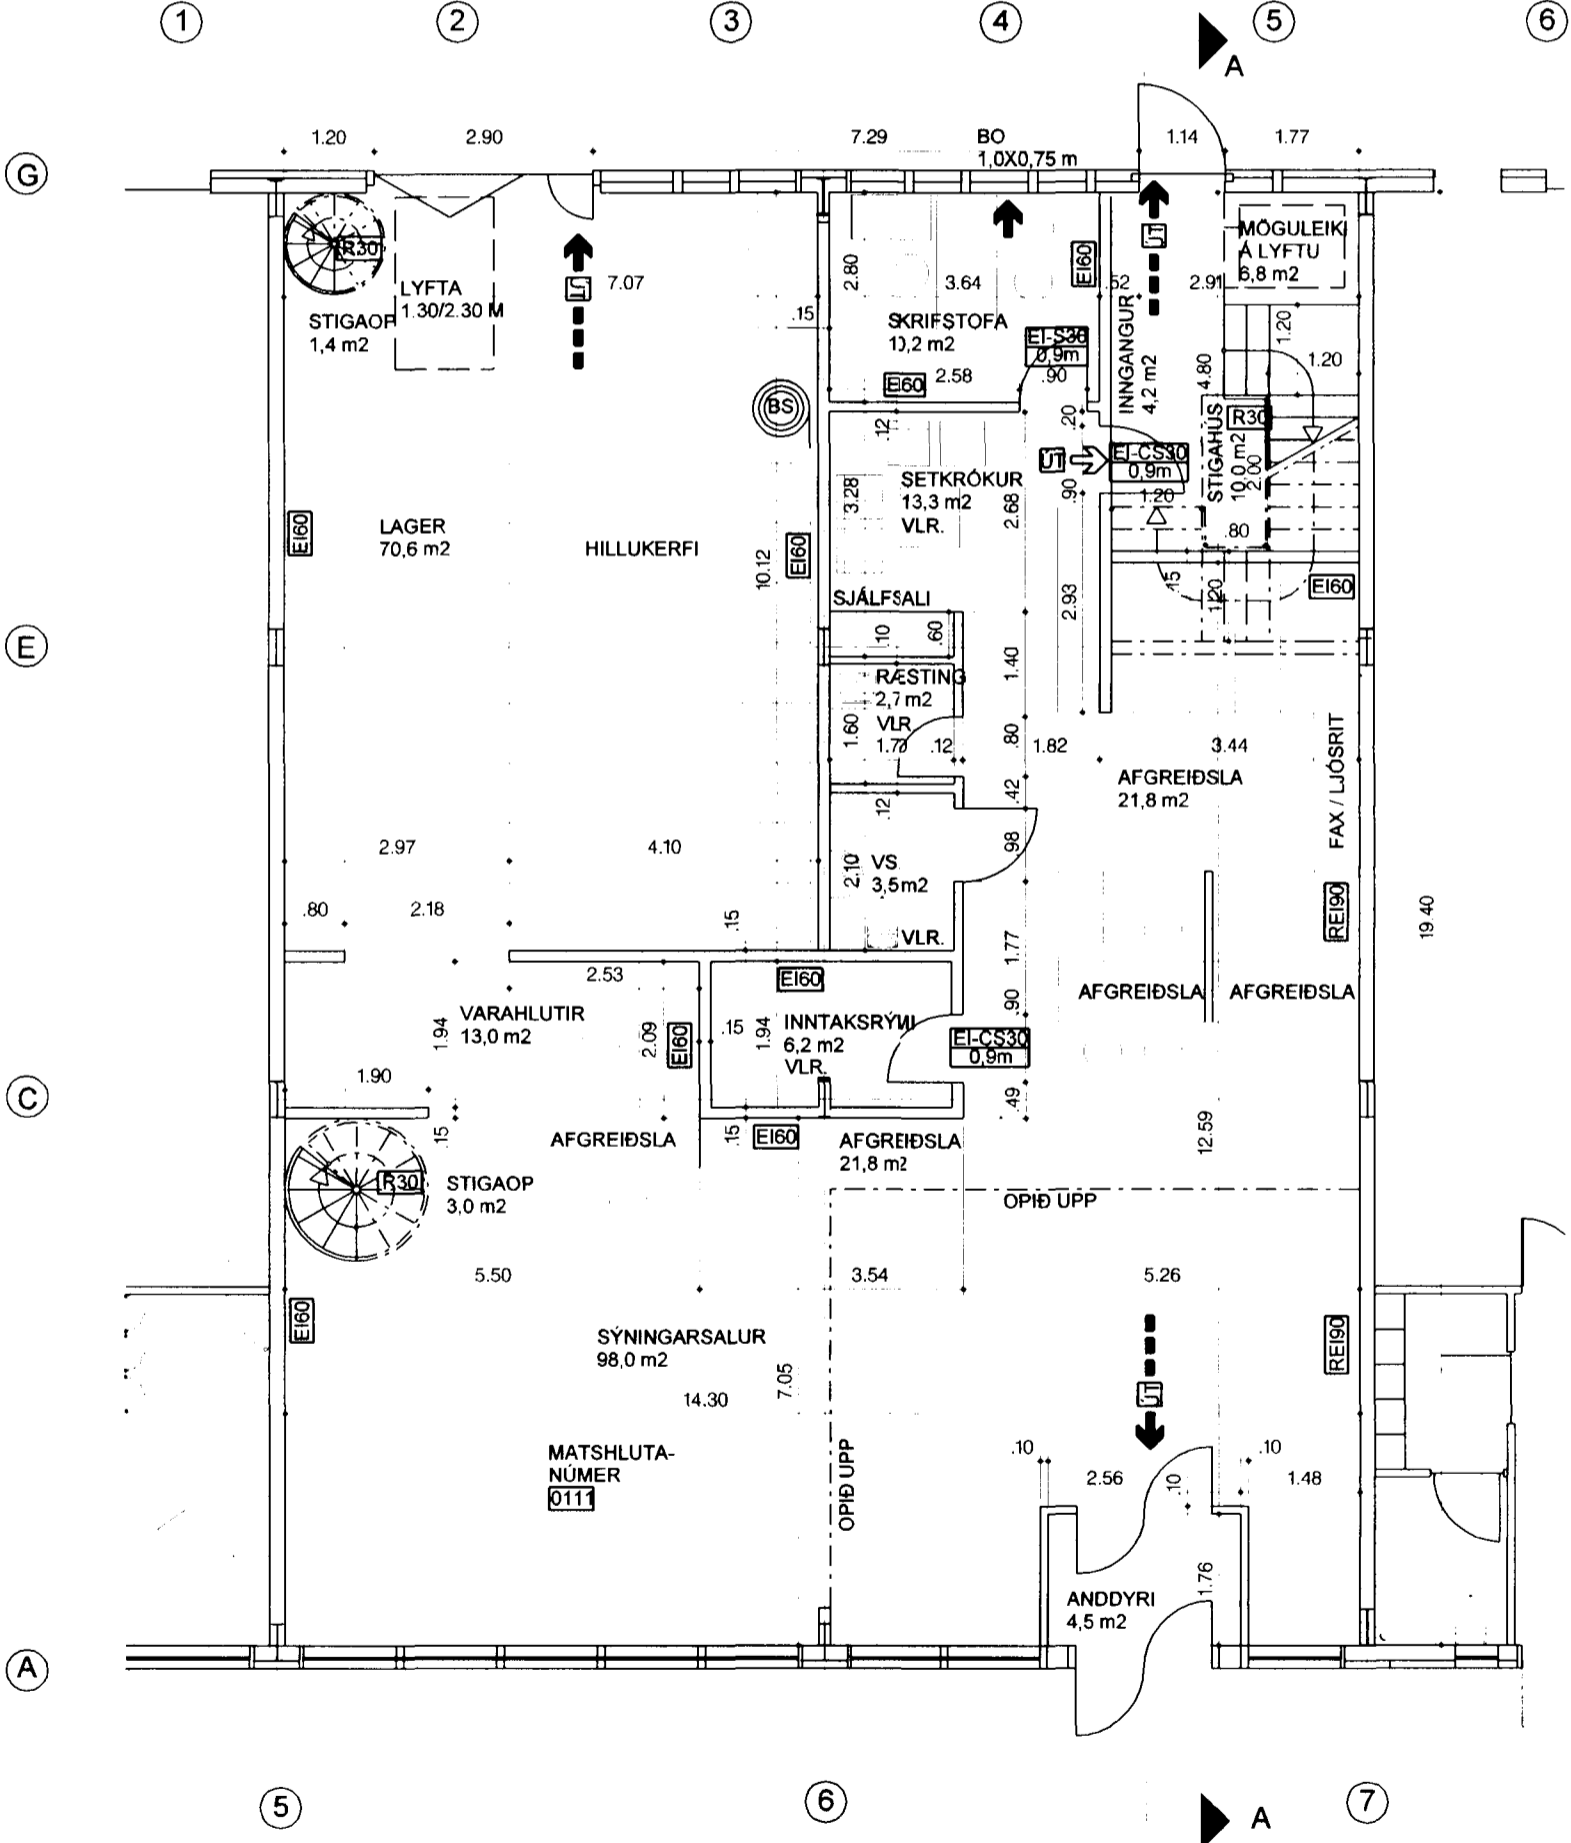 1
2
3
4
5
6
A
1.20
2.90
7.29
BO
1,0X0,75 m
1.14
1.77
G
R30
LYFTA
1.30/2.30 M
STIGAOP
1,4 m2
ÚT
7.07
.15
2.80
3.64
SKRIFSTOFA
10,2 m2
EI60
2.58
EI60
EI-S30
0,9m
.90
.52
2.91
INNGANGUR
4,2 m2
ÚT
MÖGULEIKI
Á LYFTU
6,8 m2
1.20
1.20
4.80
BS
.12
.20
STIGAHUS
10,0 m2
2.00
R30
ÚT
EI-CS30
0,9m
1.20
.80
SETKRÓKUR
13,3 m2
VLR.
3.28
2.68
.90
LAGER
70,6 m2
EI60
HILLUKERFI
10.12
EI60
.15
1.20
EI60
SJÁLFSALI
2.93
E
.10
.60
1.40
RÆSTING
2,7 m2
VLR
1.60
1.70
.12
.80
1.82
3.44
AFGREIÐSLA
21,8 m2
FAX / LJÓSRIT
.42
.12
2.97
4.10
VS
3,5 m2
2.10
.98
.80
2.18
.15
VLR.
REI90
19.40
1.77
2.53
EI60
.90
AFGREIÐSLA
AFGREIÐSLA
VARAHLUTIR
13,0 m2
1.94
2.09
EI60
.15
1.94
INNTAKSRÝMI
6,2 m2
VLR.
EI-CS30
0,9m
1.90
C
.49
.15
AFGREIÐSLA
.15
EI60
AFGREIÐSLA
21,8 m2
12.59
R30
STIGAOP
3,0 m2
OPIÐ UPP
5.50
3.54
5.26
EI60
SÝNINGARSALUR
98,0 m2
REI90
7.05
14.30
ÚT
MATSHLUTA-
NÚMER
0111
OPIÐ UPP
.10
2.56
.10
.10
1.48
1.76
ANDDYRI
4,5 m2
A
5
6
7
A